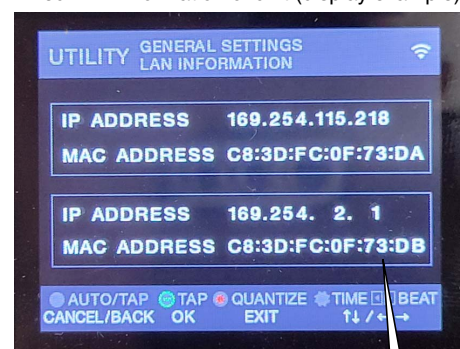 UTILITY GENERAL SETTINGS
LAN INFORMATION
IP ADDRESS 169.254.115.218
MAC ADDRESS C8:3D:FC:0F:73:DA
IP ADDRESS 169.254. 2. 1
MAC ADDRESS C8:3D:FC:0F:73:DB
AUTO/TAP TAP QUANTIZE TIME BEAT
CANCEL/BACK OK EXIT ↑↓ / ← →